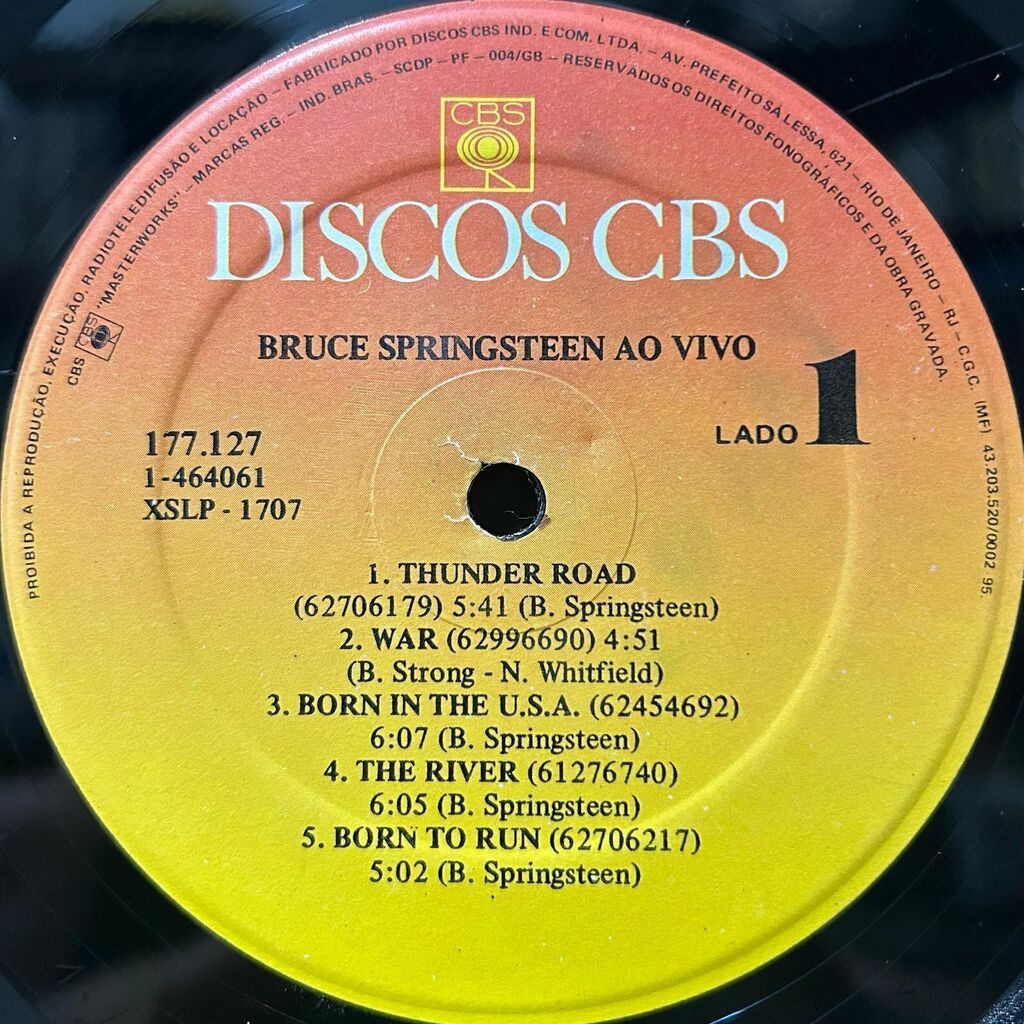 PROIBIDA A REPRODUÇÃO, EXECUÇÃO, RADIOTELEDIFUSÃO E LOCAÇÃO – FABRICADO POR DISCOS CBS IND. E COM. LTDA. – AV. PREFEITO SÁ LESSA, 621 – RIO DE JANEIRO – RJ – C.G.C. (MF) 43.203.520/0002 95.
CBS CBS "MASTERWORKS" – MARCAS REG. – IND. BRAS. – SCDP – PF – 004/GB – RESERVADOS OS DIREITOS FONOGRÁFICOS E DA OBRA GRAVADA.
CBS
DISCOS CBS
BRUCE SPRINGSTEEN AO VIVO
LADO 1
177.127
1-464061
XSLP - 1707
1. THUNDER ROAD
(62706179) 5:41 (B. Springsteen)
2. WAR (62996690) 4:51
(B. Strong - N. Whitfield)
3. BORN IN THE U.S.A. (62454692)
6:07 (B. Springsteen)
4. THE RIVER (61276740)
6:05 (B. Springsteen)
5. BORN TO RUN (62706217)
5:02 (B. Springsteen)